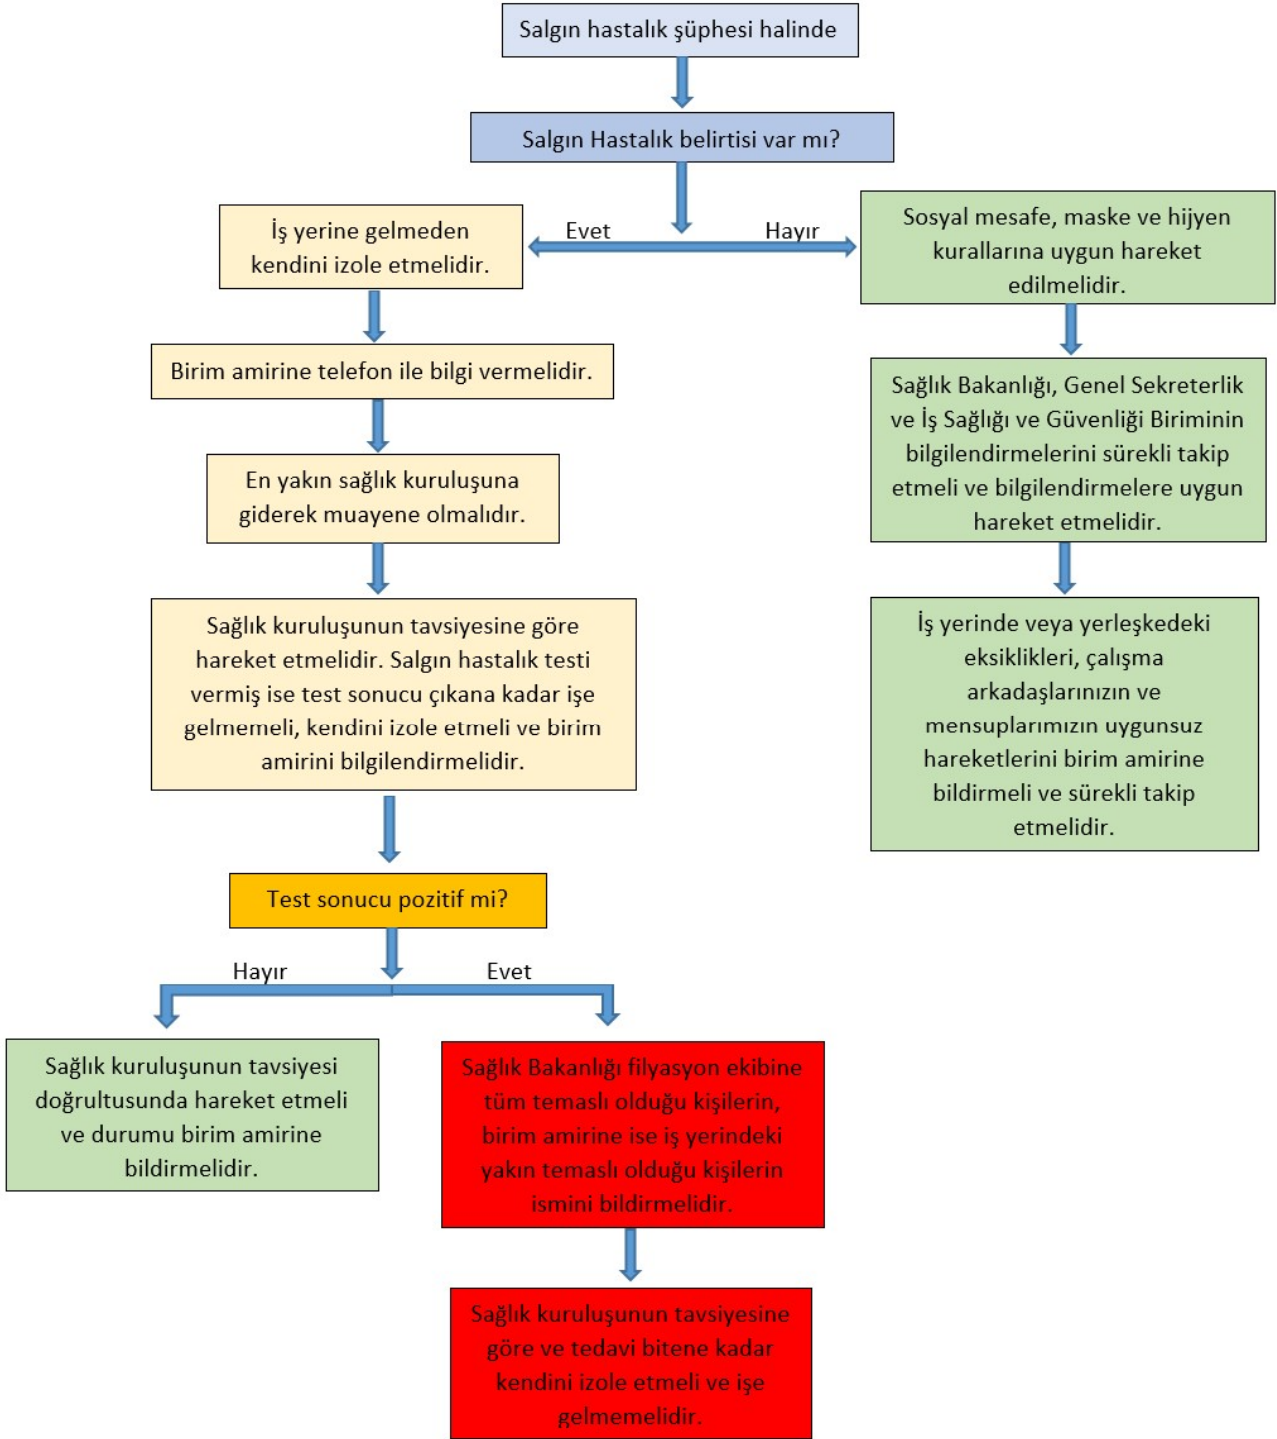 Salgın hastalık şüphesi halinde
Salgın Hastalık belirtisi var mı?
Evet
Hayır
İş yerine gelmeden
kendini izole etmelidir.
Birim amirine telefon ile bilgi vermelidir.
En yakın sağlık kuruluşuna
giderek muayene olmalıdır.
Sağlık kuruluşunun tavsiyesine göre
hareket etmelidir. Salgın hastalık testi
vermiş ise test sonucu çıkana kadar işe
gelmemeli, kendini izole etmeli ve birim
amirini bilgilendirmelidir.
Sosyal mesafe, maske ve hijyen
kurallarına uygun hareket
edilmelidir.
Sağlık Bakanlığı, Genel Sekreterlik
ve İş Sağlığı ve Güvenliği Biriminin
bilgilendirmelerini sürekli takip
etmeli ve bilgilendirmelere uygun
hareket etmelidir.
İş yerinde veya yerleşkedeki
eksiklikleri, çalışma
arkadaşlarınızın ve
mensuplarımızın uygunsuz
hareketlerini birim amirine
bildirmeli ve sürekli takip
etmelidir.
Test sonucu pozitif mi?
Hayır
Evet
Sağlık kuruluşunun tavsiyesi
doğrultusunda hareket etmeli
ve durumu birim amirine
bildirmelidir.
Sağlık Bakanlığı filyasyon ekibine
tüm temaslı olduğu kişilerin,
birim amirine ise iş yerindeki
yakın temaslı olduğu kişilerin
ismini bildirmelidir.
Sağlık kuruluşunun tavsiyesine
göre ve tedavi bitene kadar
kendini izole etmeli ve işe
gelmemelidir.